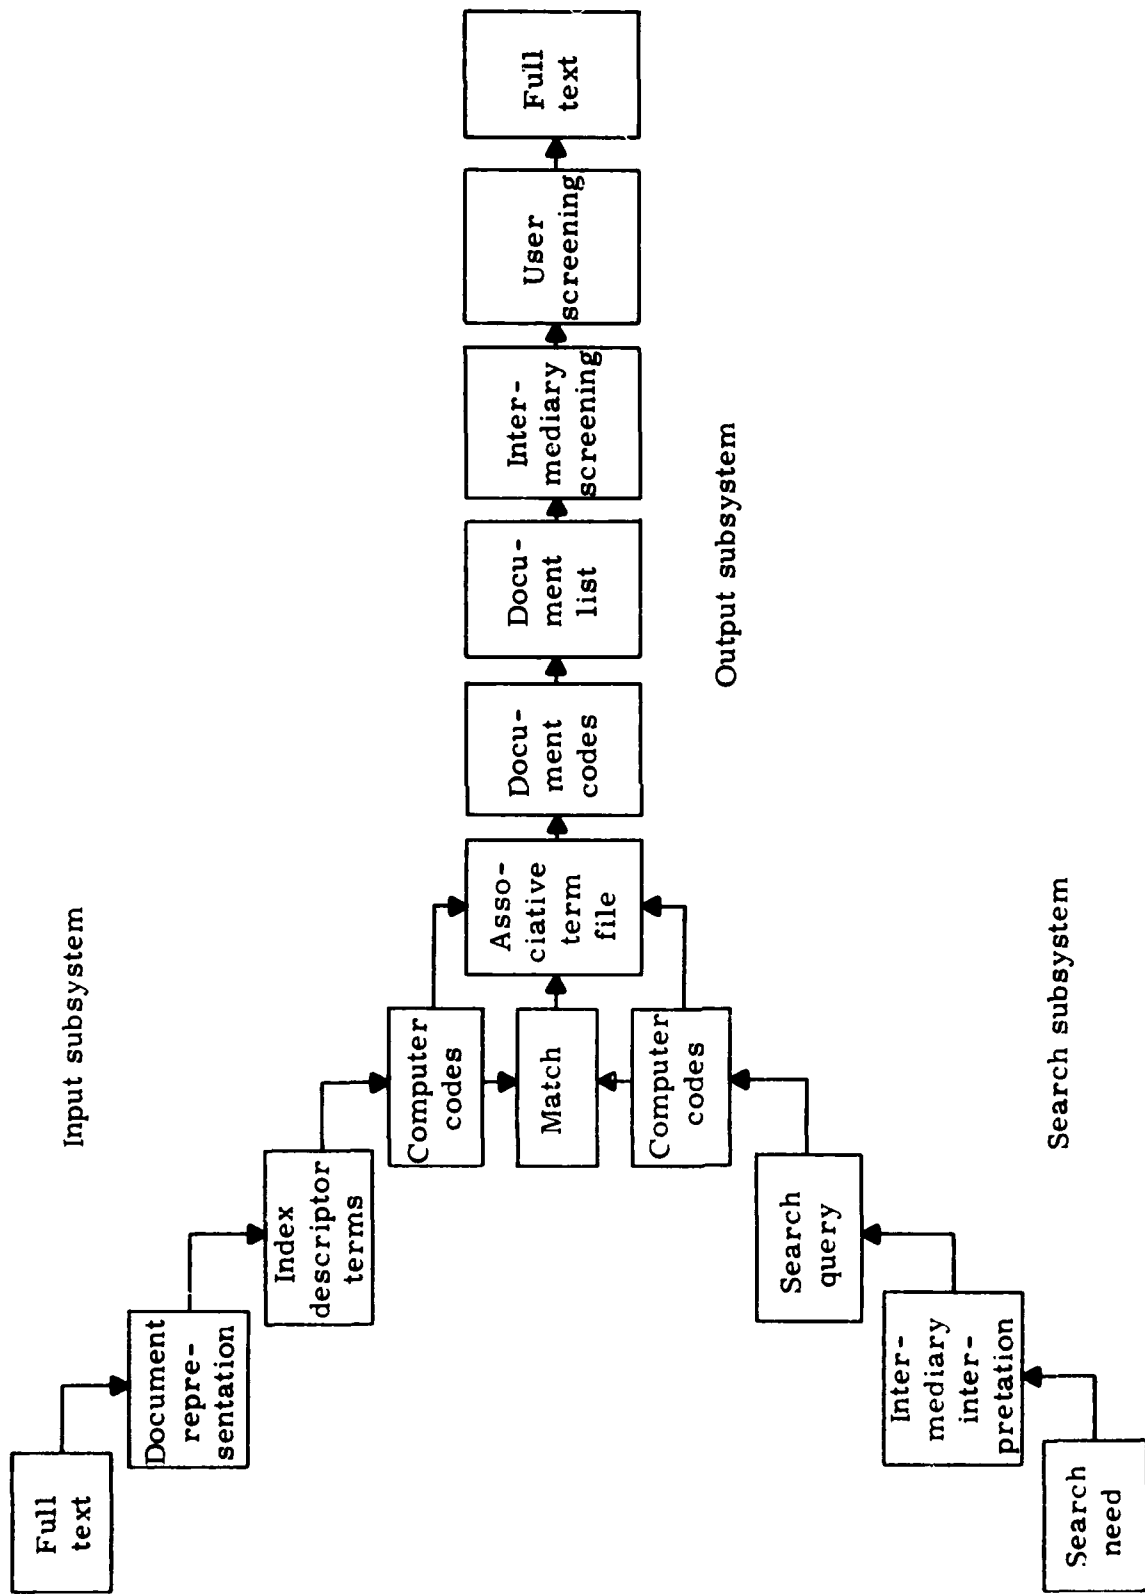 Input subsystem
Full
text
Document
repre-
sentation
Index
descriptor
terms
Computer
codes
Match
Computer
codes
Search
query
Inter-
mediary
inter-
pretation
Search
need
Search subsystem
Asso-
ciative
term
file
Docu-
ment
codes
Docu-
ment
list
Inter-
mediary
screening
User
screening
Full
text
Output subsystem